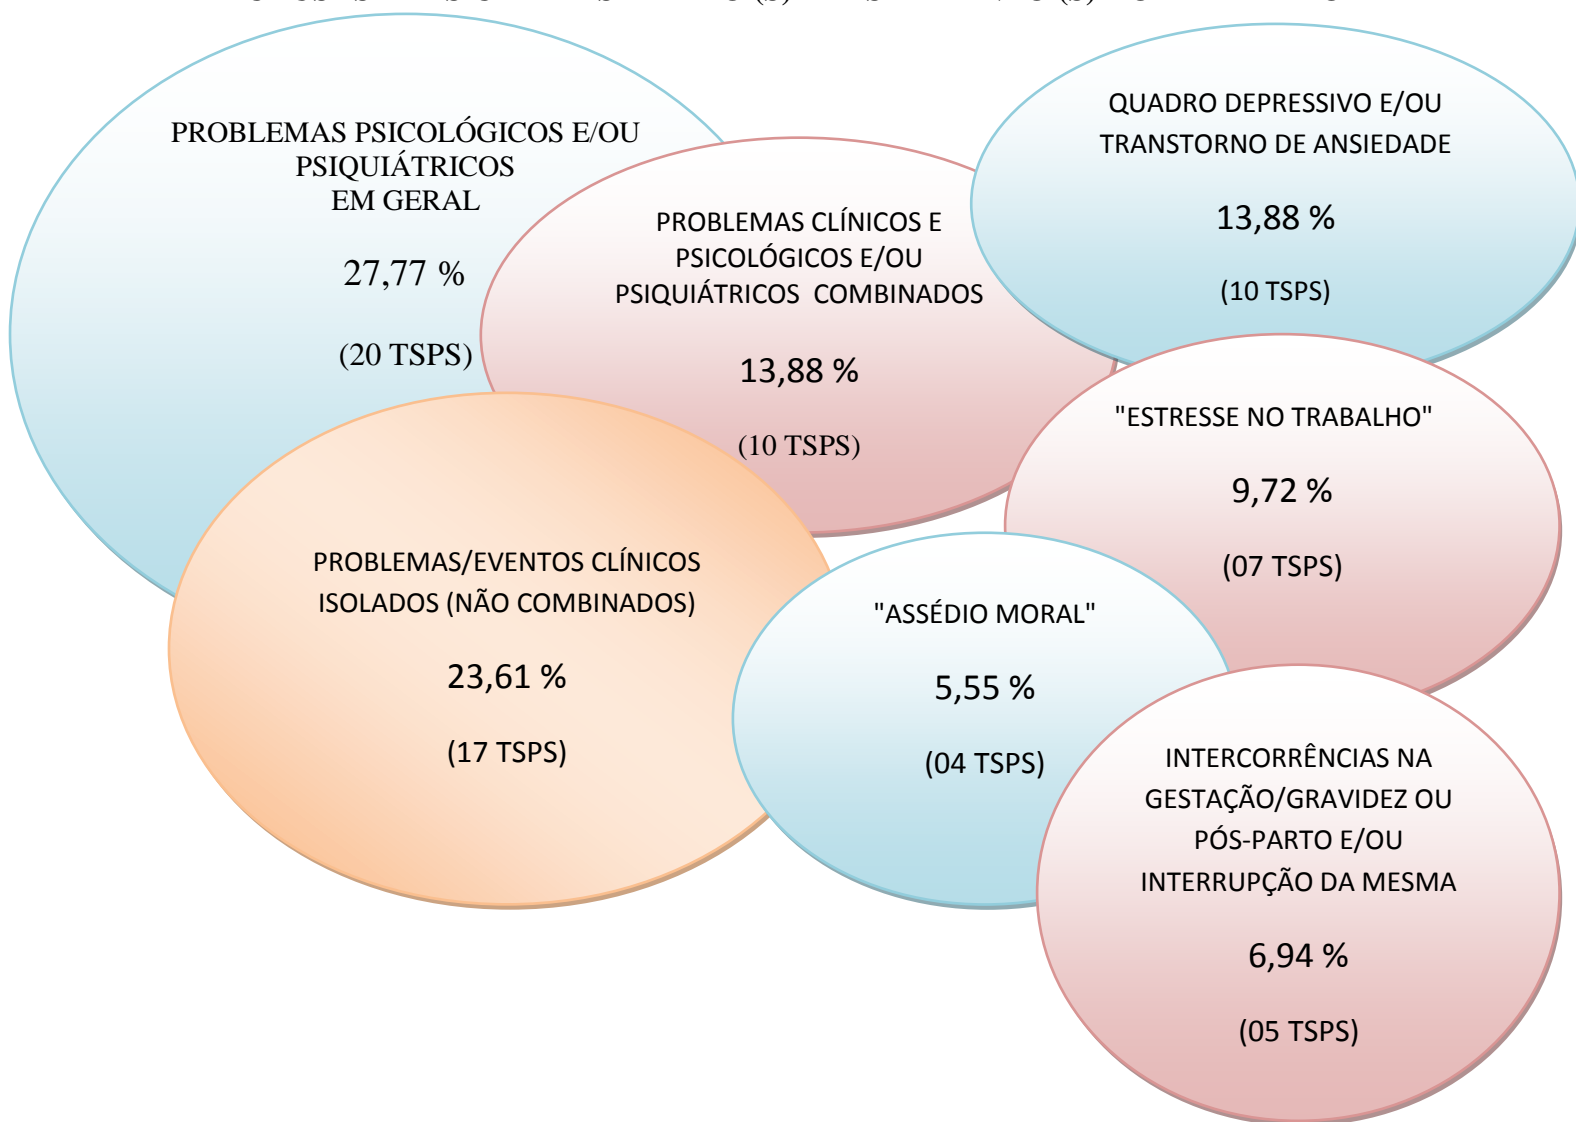 PROBLEMAS PSICOLÓGICOS E/OU
PSIQUIÁTRICOS
EM GERAL
27,77 %
(20 TSPS)
PROBLEMAS CLÍNICOS E
PSICOLÓGICOS E/OU
PSIQUIÁTRICOS COMBINADOS
13,88 %
(10 TSPS)
QUADRO DEPRESSIVO E/OU
TRANSTORNO DE ANSIEDADE
13,88 %
(10 TSPS)
"ESTRESSE NO TRABALHO"
9,72 %
(07 TSPS)
PROBLEMAS/EVENTOS CLÍNICOS
ISOLADOS (NÃO COMBINADOS)
23,61 %
(17 TSPS)
"ASSÉDIO MORAL"
5,55 %
(04 TSPS)
INTERCORRÊNCIAS NA
GESTAÇÃO/GRAVIDEZ OU
PÓS-PARTO E/OU
INTERRUPÇÃO DA MESMA
6,94 %
(05 TSPS)